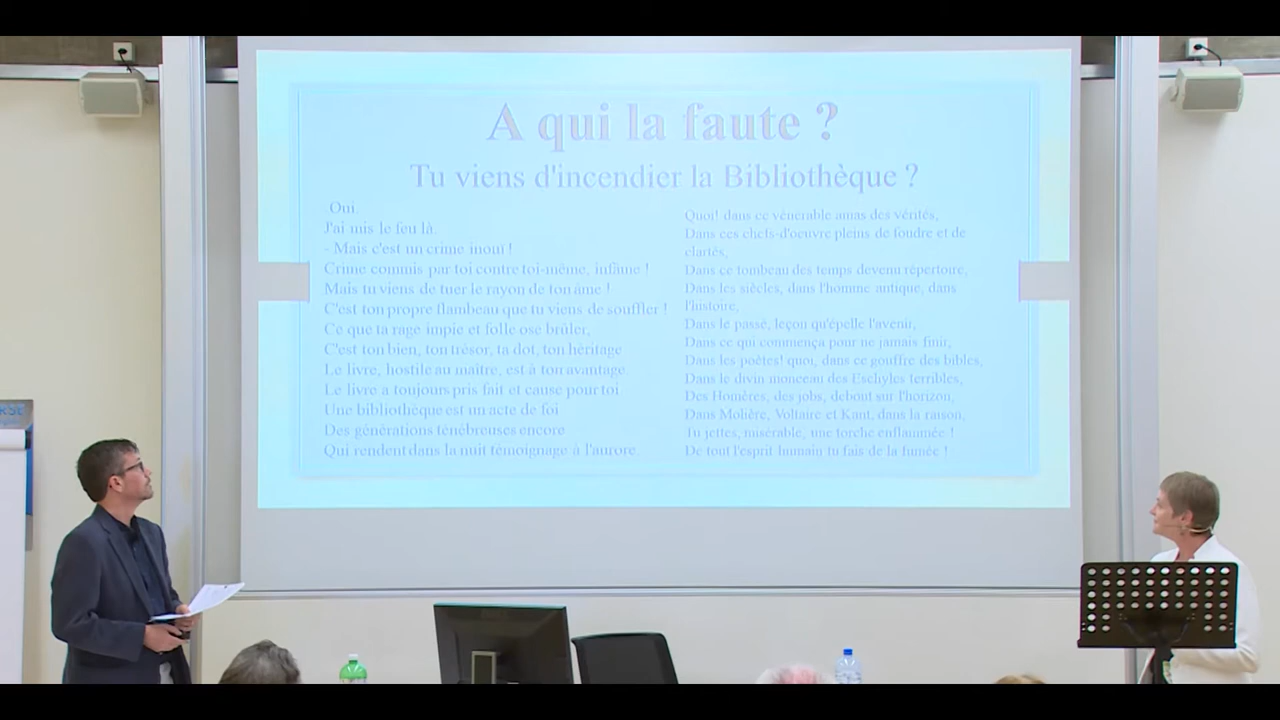 A qui la faute ?
Tu viens d'incendier la Bibliothèque ?
.Oui.
J'ai mis le feu là.
- Mais c'est un crime inouï !
Crime commis par toi contre toi-même, infâme !
Mais tu viens de tuer le rayon de ton âme !
C'est ton propre flambeau que tu viens de souffler !
Ce que ta rage impie et folle ose brûler,
C'est ton bien, ton trésor, ta dot, ton héritage
Le livre, hostile au maître, est à ton avantage.
Le livre a toujours pris fait et cause pour toi
Une bibliothèque est un acte de foi
Des générations ténébreuses encore
Qui rendent dans la nuit témoignage à l'aurore.
Quoi! dans ce vénérable amas des vérités,
Dans ces chefs-d'oeuvre pleins de foudre et de
clartés,
Dans ce tombeau des temps devenu répertoire,
Dans les siècles, dans l'homme antique, dans
l'histoire,
Dans le passé, leçon qu'épelle l'avenir,
Dans ce qui commença pour ne jamais finir,
Dans les poètes! quoi, dans ce gouffre des bibles,
Dans le divin monceau des Eschyles terribles,
Des Homères, des jobs, debout sur l'horizon,
Dans Molière, Voltaire et Kant, dans la raison,
Tu jettes, misérable, une torche enflammée !
De tout l'esprit humain tu fais de la fumée !